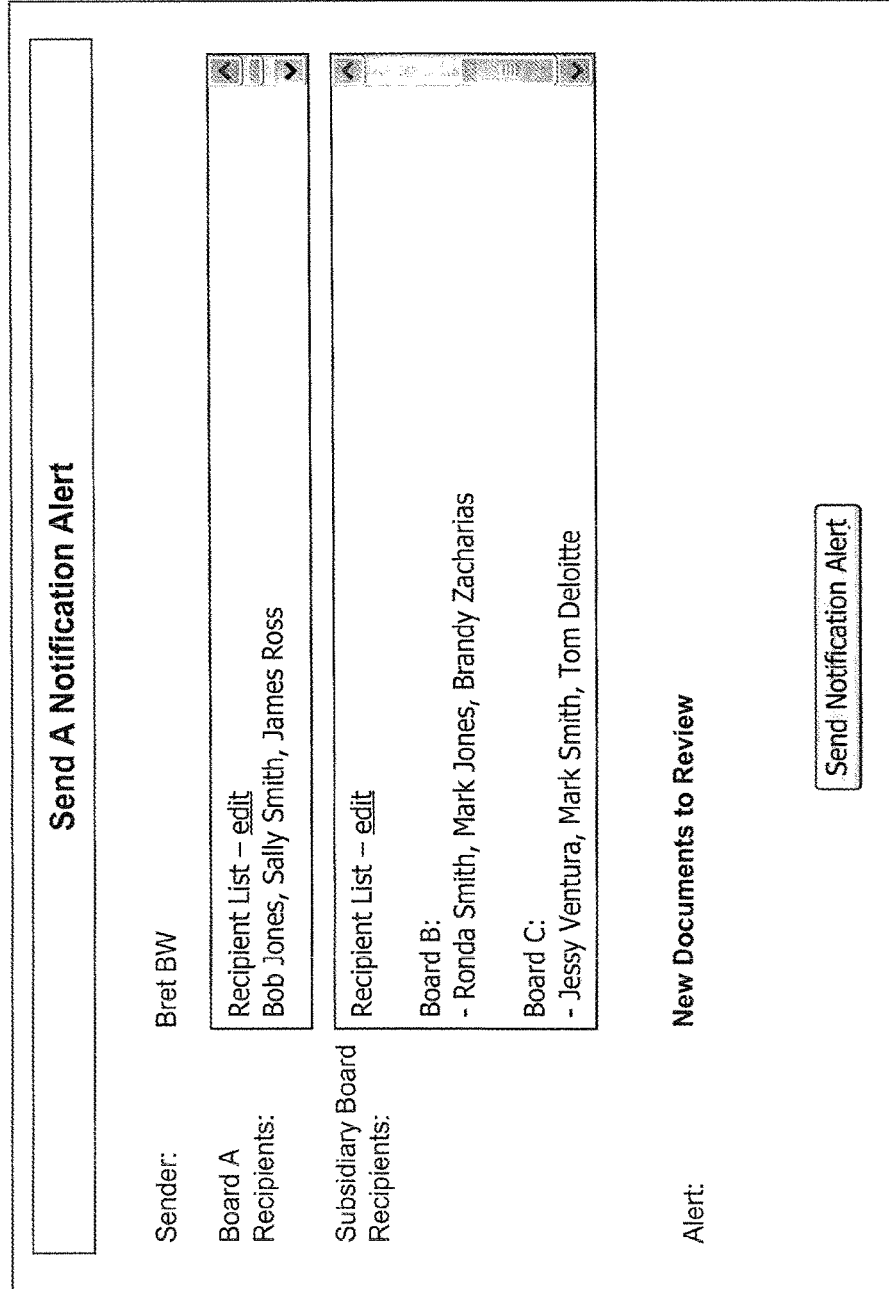 Send A Notification Alert
Sender: Bret BW
Board A
Recipients:
Recipient List – edit
Bob Jones, Sally Smith, James Ross
Subsidiary Board
Recipients:
Recipient List – edit
Board B:
- Ronda Smith, Mark Jones, Brandy Zacharias
Board C:
- Jessy Ventura, Mark Smith, Tom Deloitte
Alert: New Documents to Review
Send Notification Alert